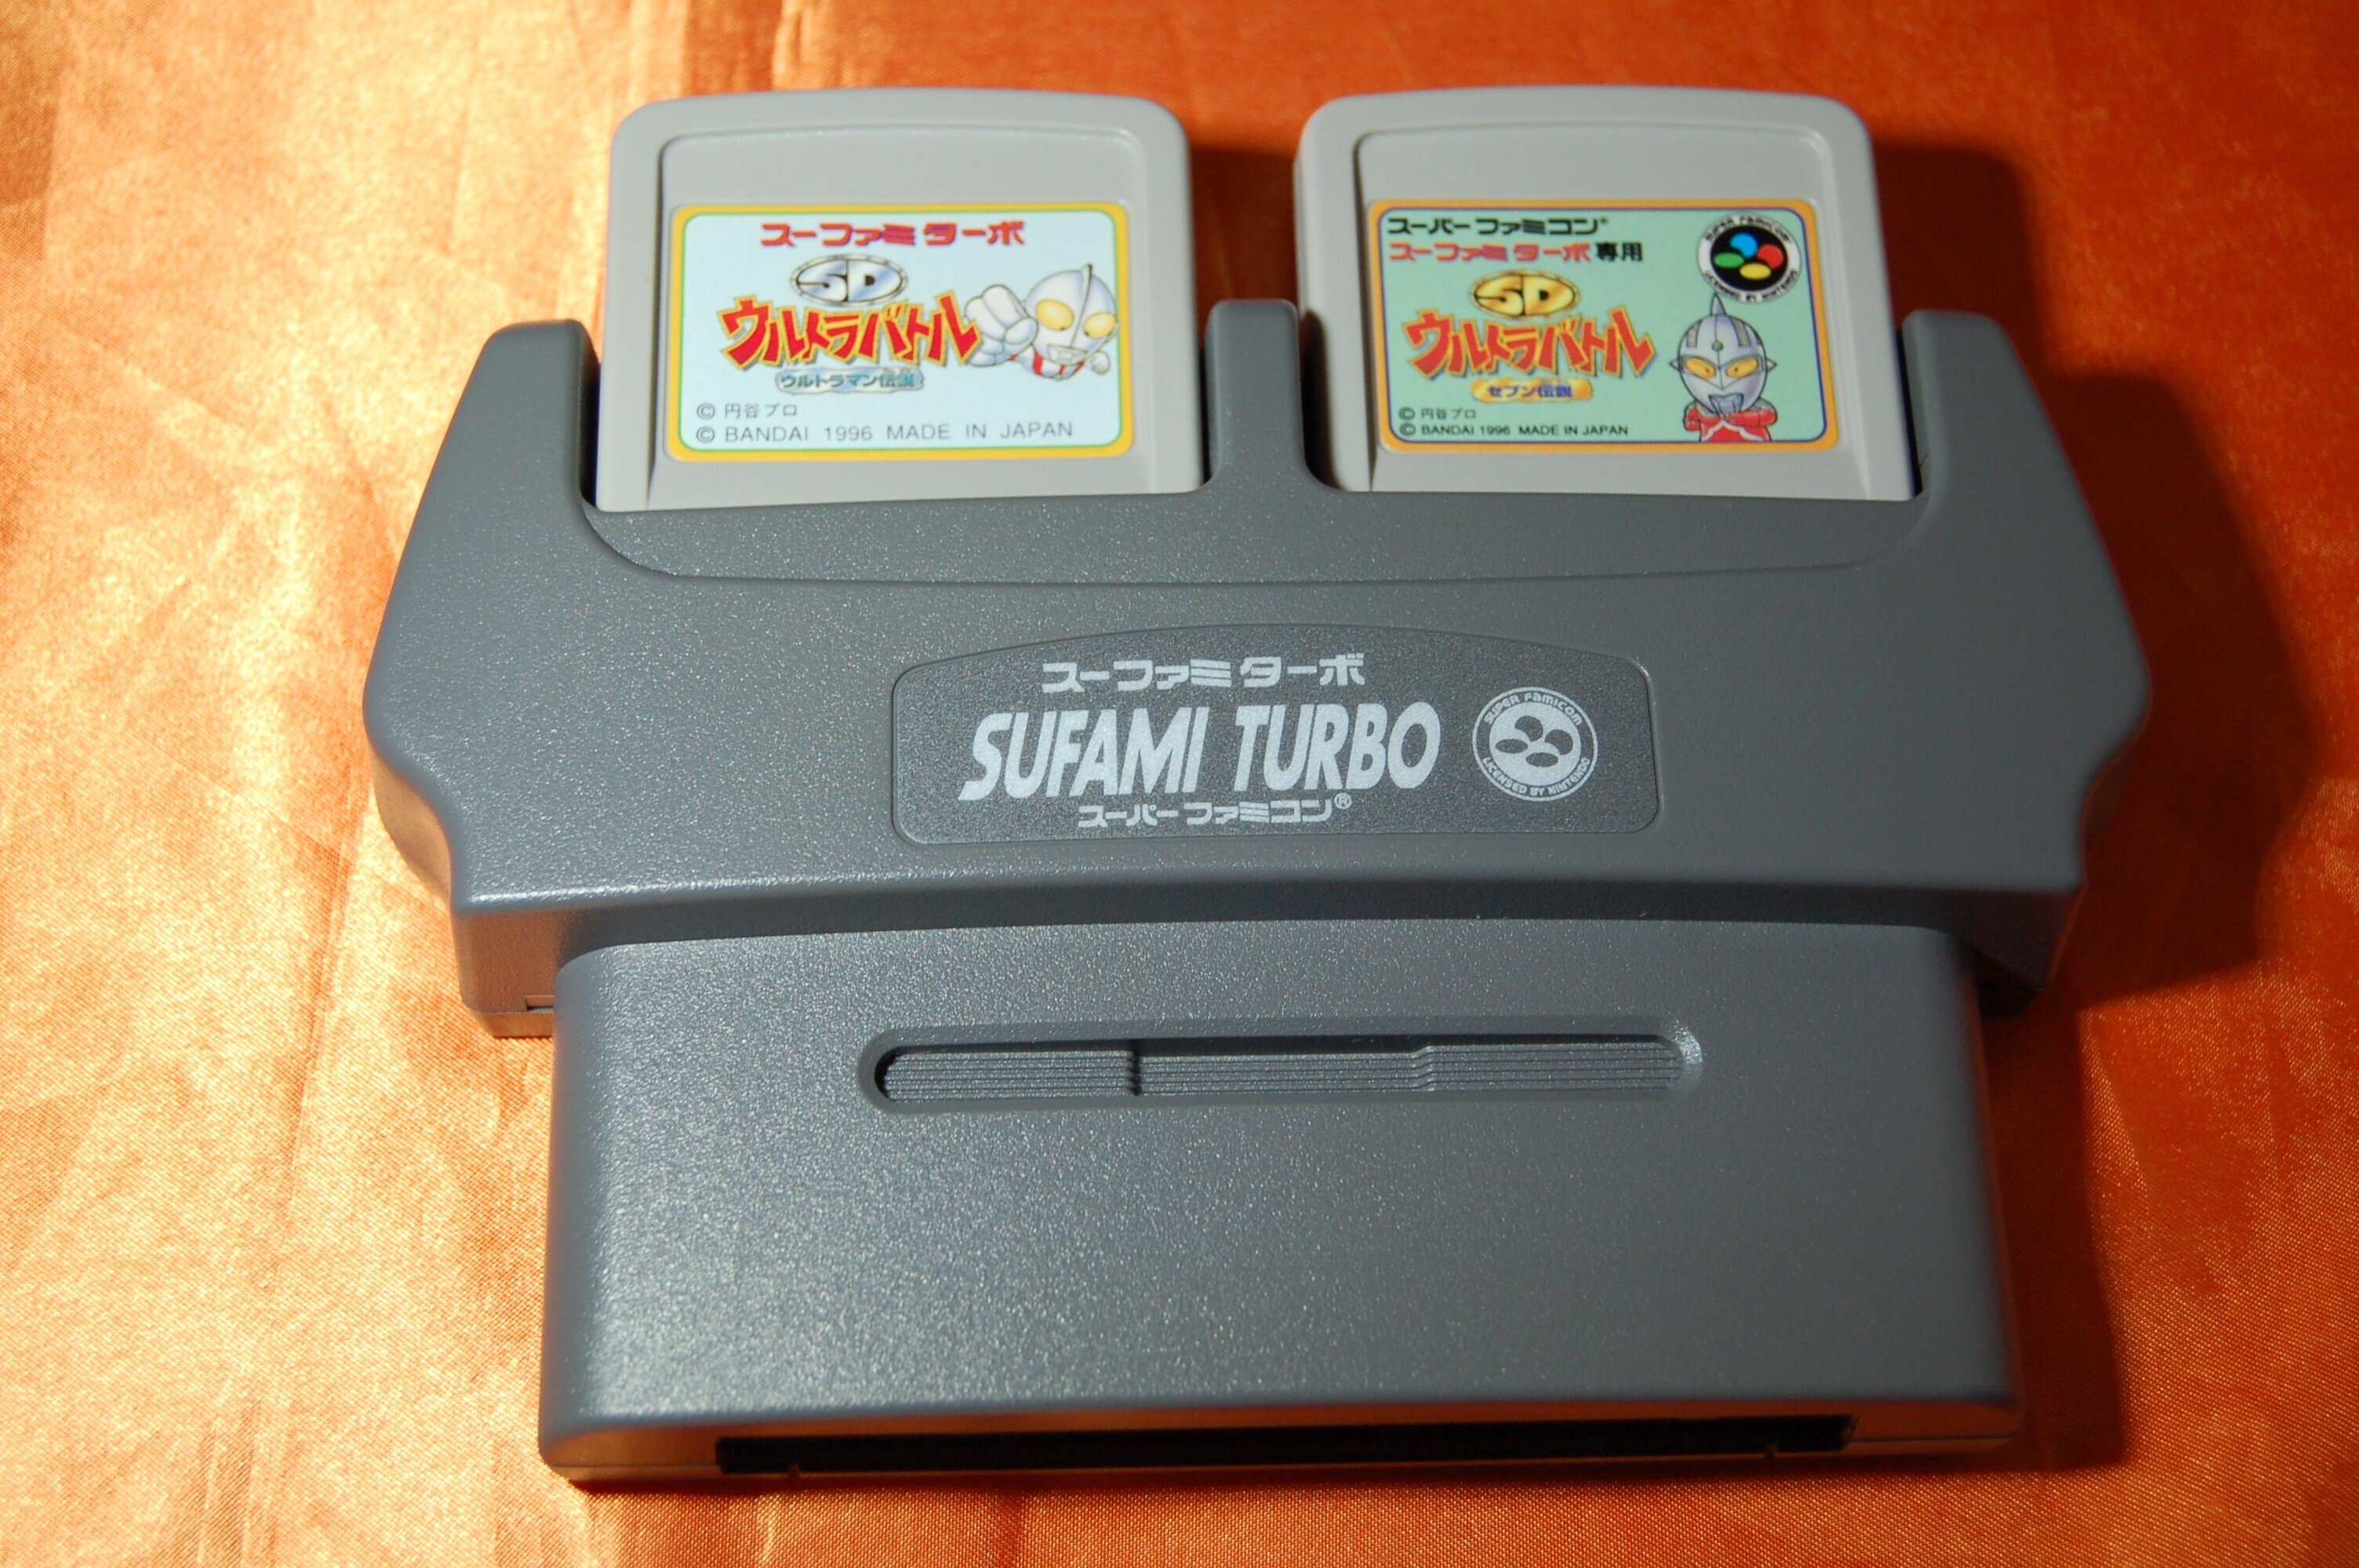 スーファミ ターボ
SD
ウルトラバトル
ウルトラマン伝説
© 円谷プロ
© BANDAI 1996 MADE IN JAPAN
スーパーファミコン®
スーファミ ターボ 専用
SUPER FAMICOM
LICENSED BY NINTENDO
SD
ウルトラバトル
セブン伝説
© 円谷プロ
© BANDAI 1996 MADE IN JAPAN
スーファミ ターボ
SUFAMI TURBO
スーパーファミコン®
SUPER FAMICOM
LICENSED BY NINTENDO